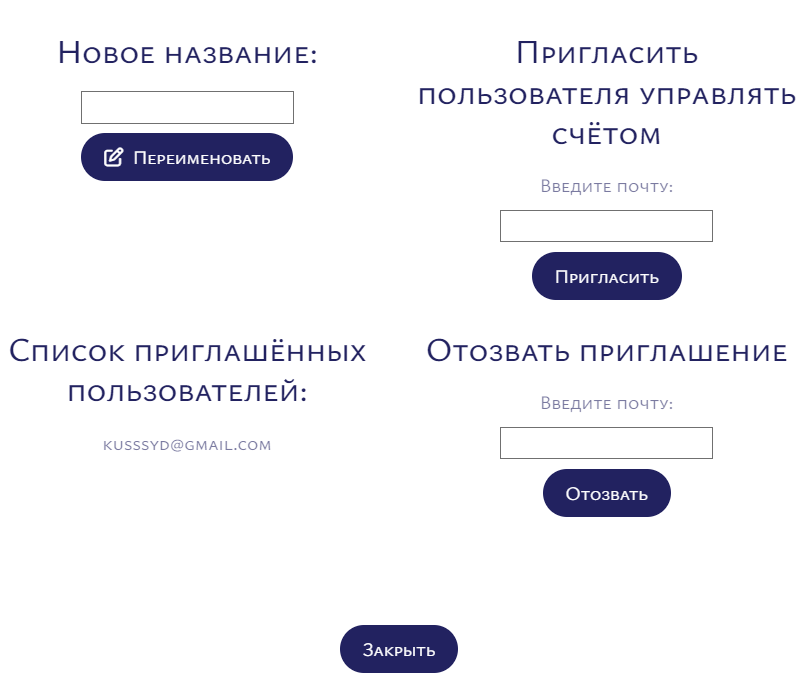 Новое название:
Переименовать
Пригласить
пользователя управлять
счётом
Введите почту:
Пригласить
Список приглашённых
пользователей:
kusssyd@gmail.com
Отозвать приглашение
Введите почту:
Отозвать
Закрыть